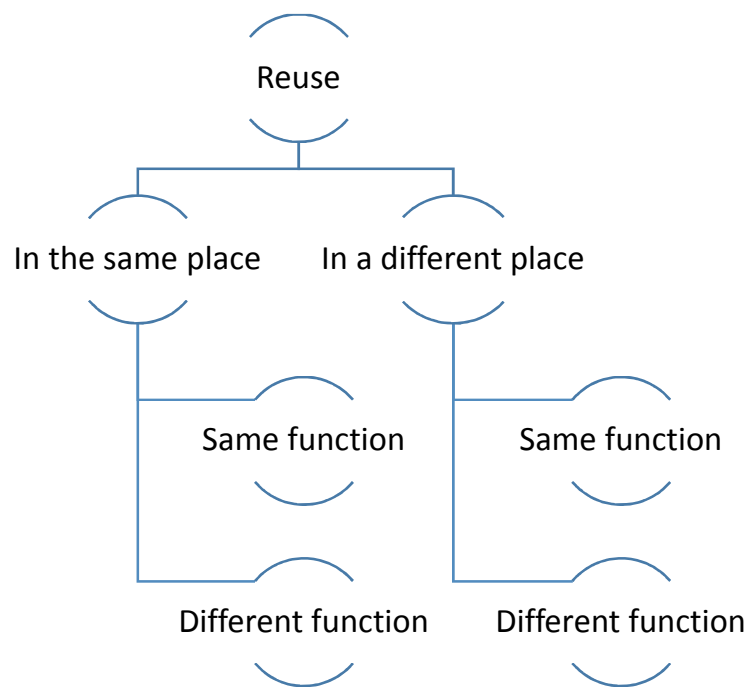 Reuse
In the same place
In a different place
Same function
Same function
Different function
Different function